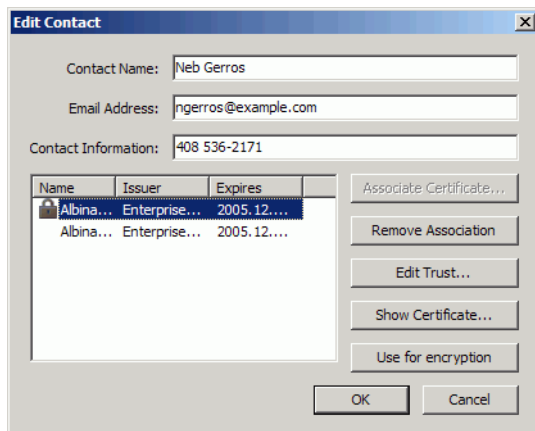 Edit Contact
Contact Name: Neb Gerros
Email Address: ngerros@example.com
Contact Information: 408 536-2171
Name Issuer Expires
Albina... Enterprise... 2005.12....
Albina... Enterprise... 2005.12....
Associate Certificate...
Remove Association
Edit Trust...
Show Certificate...
Use for encryption
OK Cancel